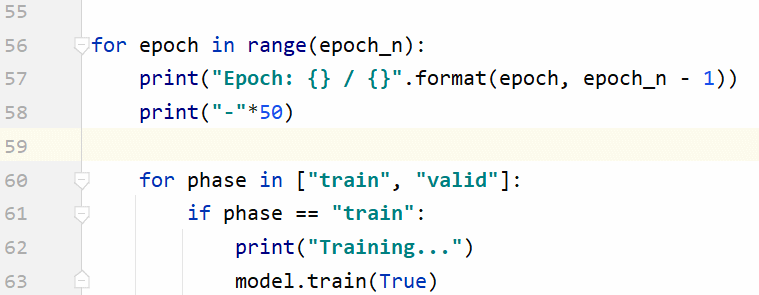 55
56 for epoch in range(epoch_n):
57 print("Epoch: {} / {}".format(epoch, epoch_n - 1))
58 print("-"*50)
59
60 for phase in ["train", "valid"]:
61 if phase == "train":
62 print("Training...")
63 model.train(True)